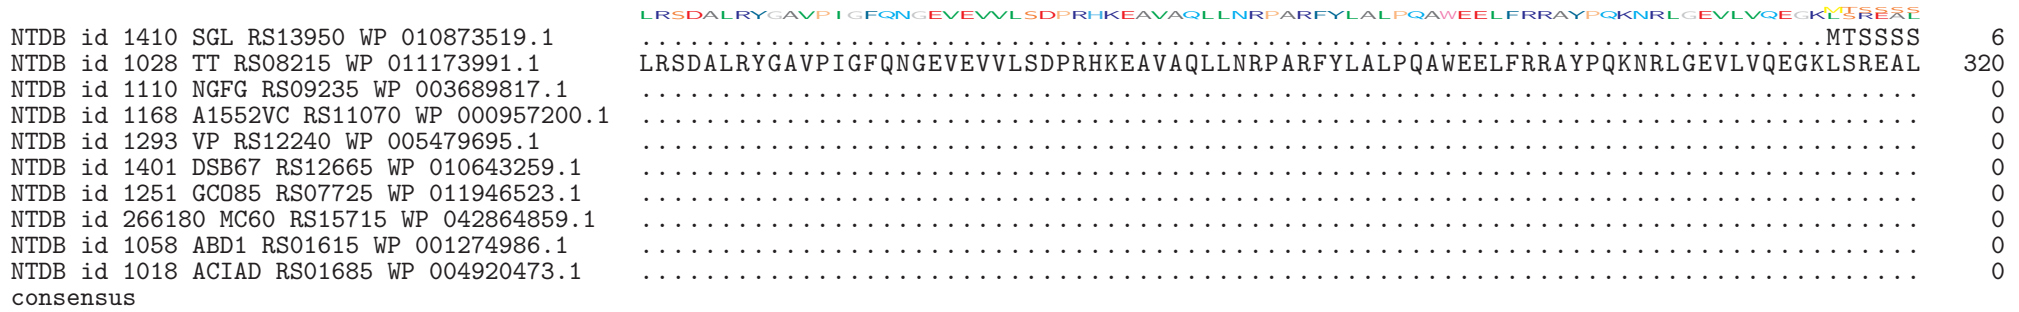 MTSSSS
LRSDALRYGAVPIGFQNGEVEVVLSDPRHKEAVAQLLNRPARFYLALPQAWEELFRRAYPQKNRLGEVLVQEGKLSREAL
NTDB id 1410 SGL RS13950 WP 010873519.1 ..........................................................................MTSSSS 6
NTDB id 1028 TT RS08215 WP 011173991.1 LRSDALRYGAVPIGFQNGEVEVVLSDPRHKEAVAQLLNRPARFYLALPQAWEELFRRAYPQKNRLGEVLVQEGKLSREAL 320
NTDB id 1110 NGFG RS09235 WP 003689817.1 ................................................................................ 0
NTDB id 1168 A1552VC RS11070 WP 000957200.1 ................................................................................ 0
NTDB id 1293 VP RS12240 WP 005479695.1 ................................................................................ 0
NTDB id 1401 DSB67 RS12665 WP 010643259.1 ................................................................................ 0
NTDB id 1251 GCO85 RS07725 WP 011946523.1 ................................................................................ 0
NTDB id 266180 MC60 RS15715 WP 042864859.1 ................................................................................ 0
NTDB id 1058 ABD1 RS01615 WP 001274986.1 ................................................................................ 0
NTDB id 1018 ACIAD RS01685 WP 004920473.1 ................................................................................ 0
consensus